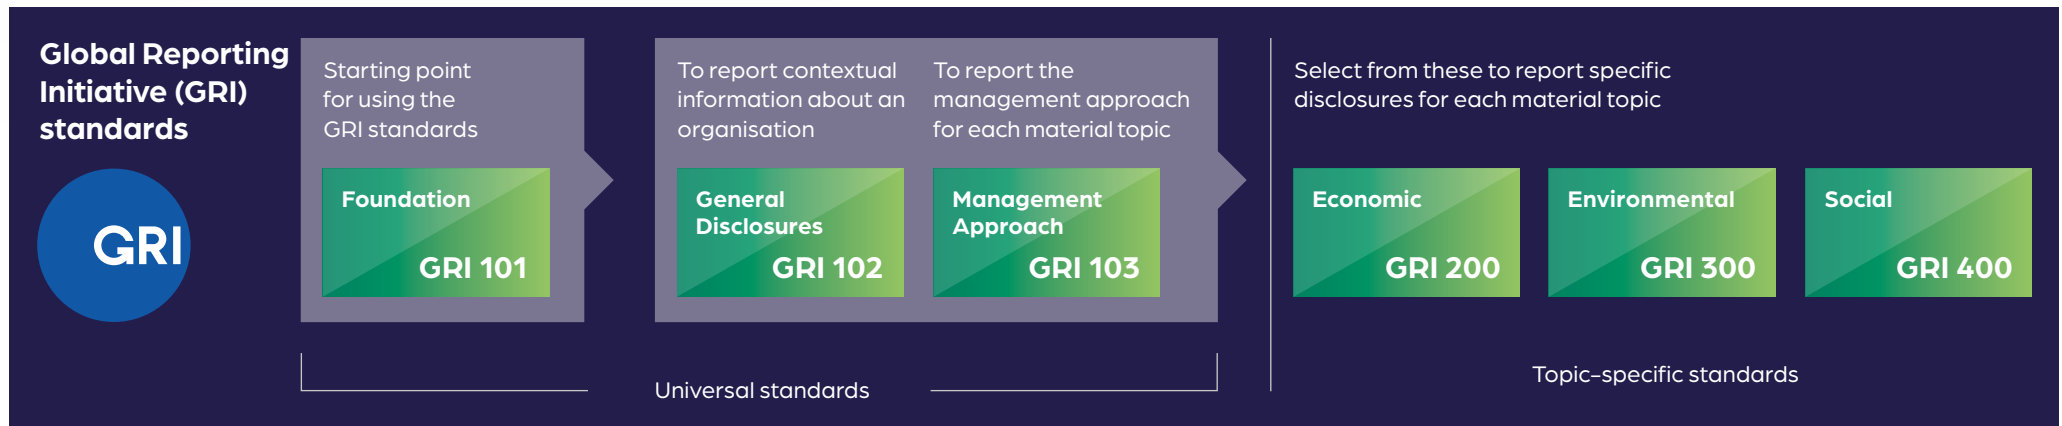 Global Reporting
Initiative (GRI)
standards
GRI
Starting point
for using the
GRI standards
Foundation
GRI 101
To report contextual
information about an
organisation
General
Disclosures
GRI 102
To report the
management approach
for each material topic
Management
Approach
GRI 103
Universal standards
Select from these to report specific
disclosures for each material topic
Economic
GRI 200
Environmental
GRI 300
Social
GRI 400
Topic-specific standards